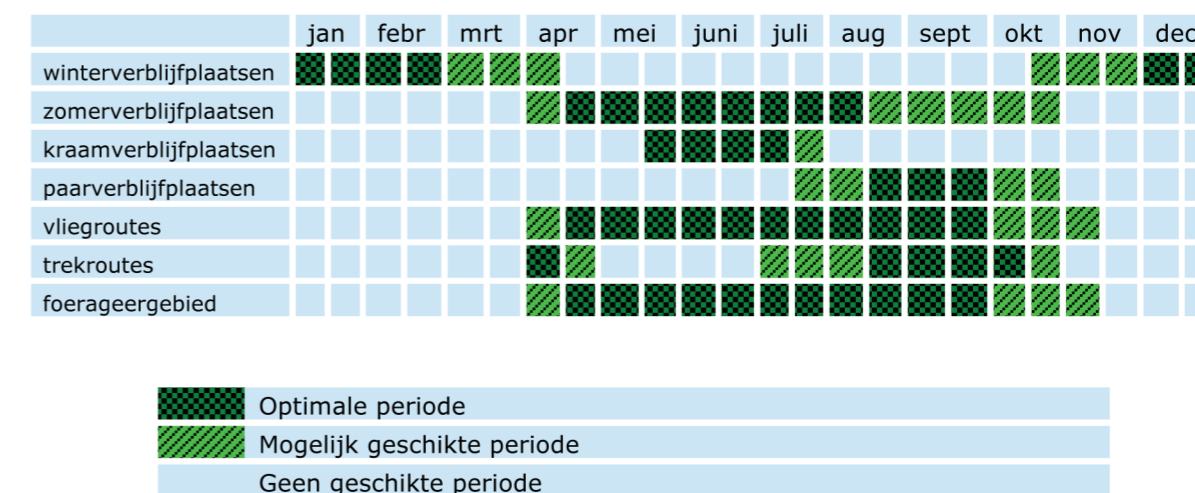 jan febr mrt apr mei juni juli aug sept okt nov dec
winterverblijfplaatsen
zomerverblijfplaatsen
kraamverblijfplaatsen
paarverblijfplaatsen
vliegroutes
trekroutes
foerageergebied
Optimale periode
Mogelijk geschikte periode
Geen geschikte periode